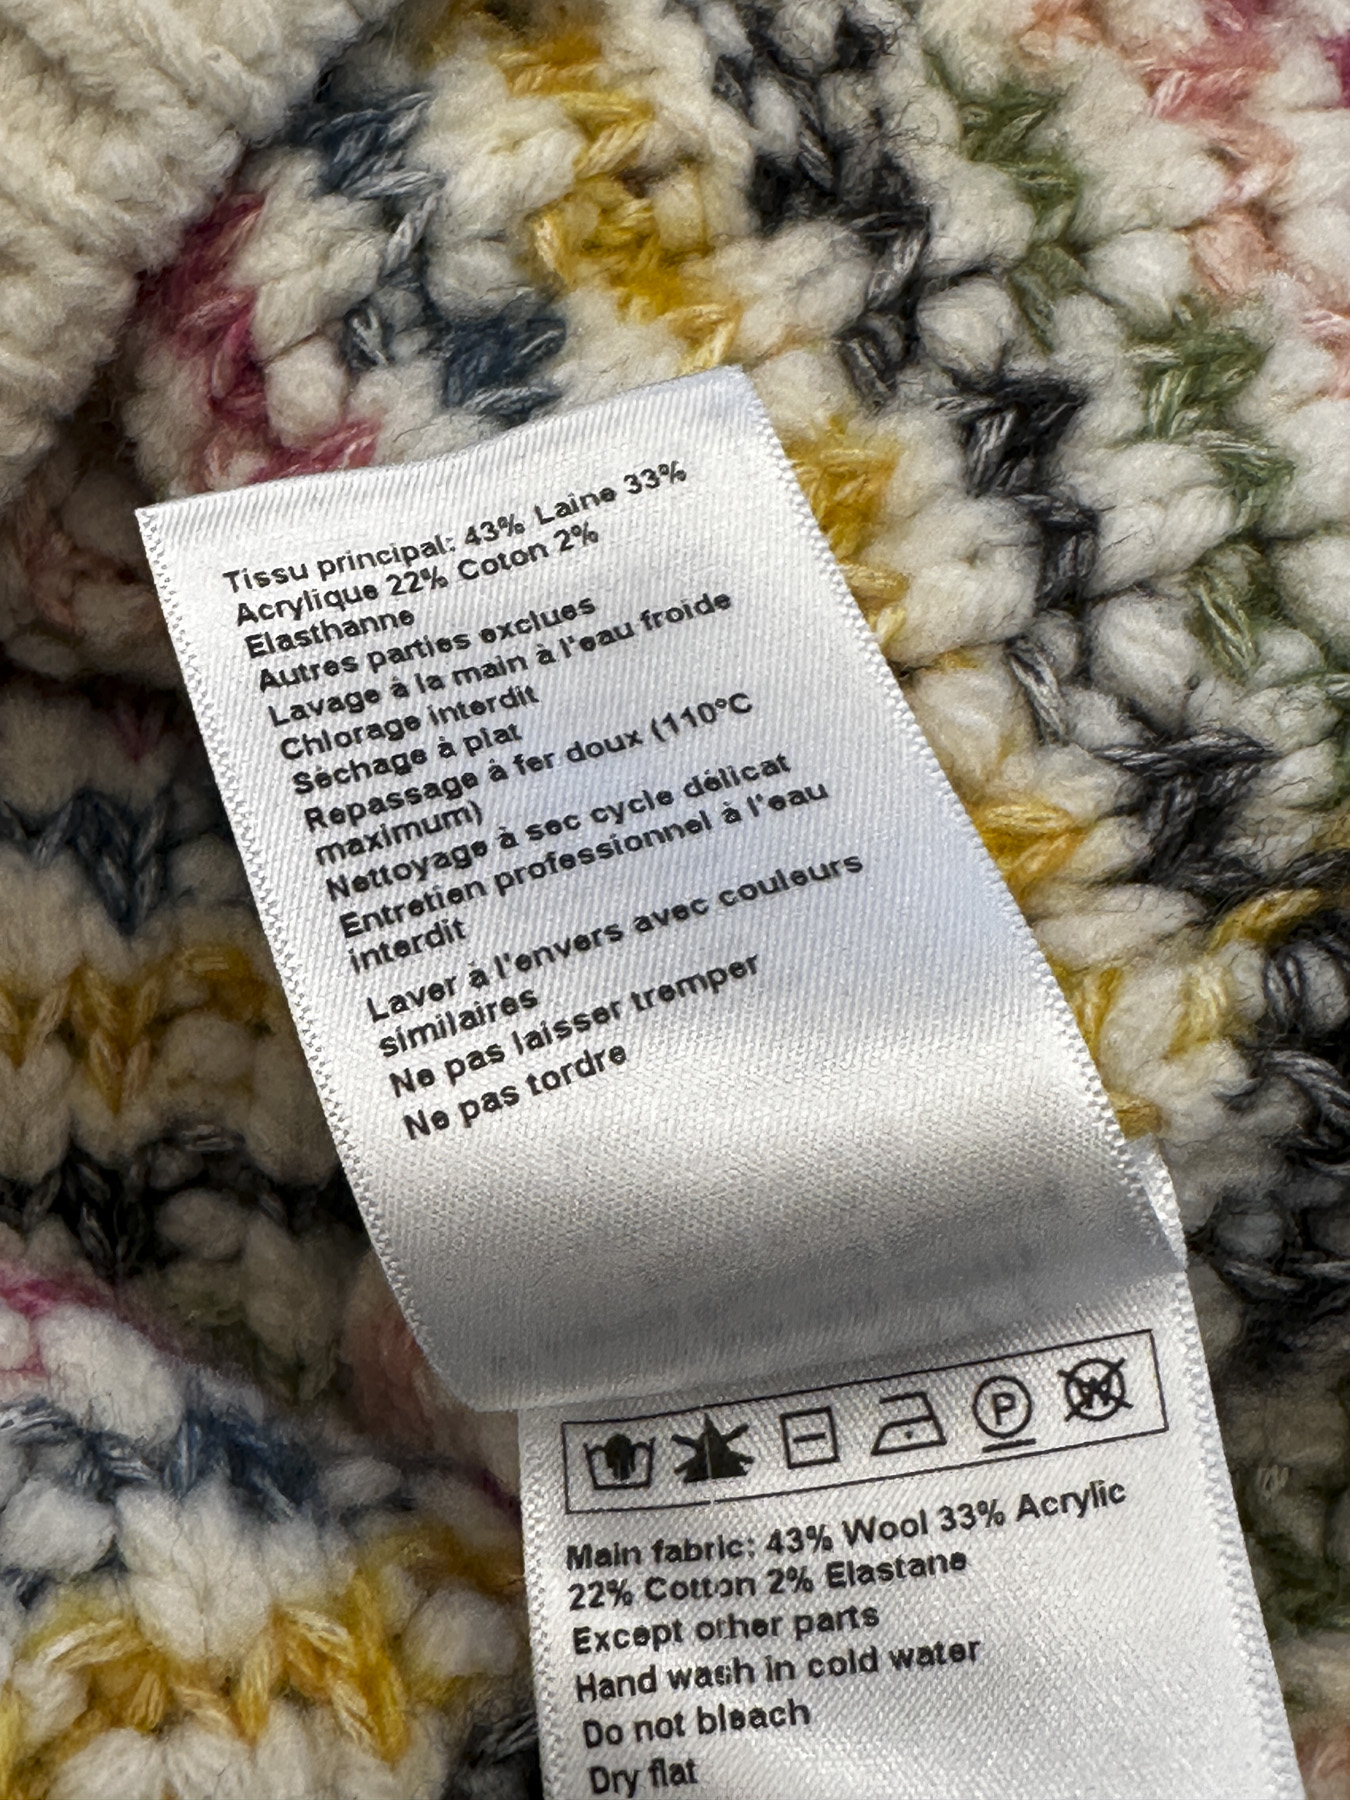 Tissu principal: 43% Laine 33%
Acrylique 22% Coton 2%
Elasthanne
Autres parties exclues
Lavage à la main à l'eau froide
Chlorage interdit
Séchage à plat
Repassage à fer doux (110°C
maximum)
Nettoyage à sec cycle délicat
Entretien professionnel à l'eau
interdit
Laver à l'envers avec couleurs
similaires
Ne pas laisser tremper
Ne pas tordre
P W
Main fabric: 43% Wool 33% Acrylic
22% Cotton 2% Elastane
Except other parts
Hand wash in cold water
Do not bleach
Dry flat